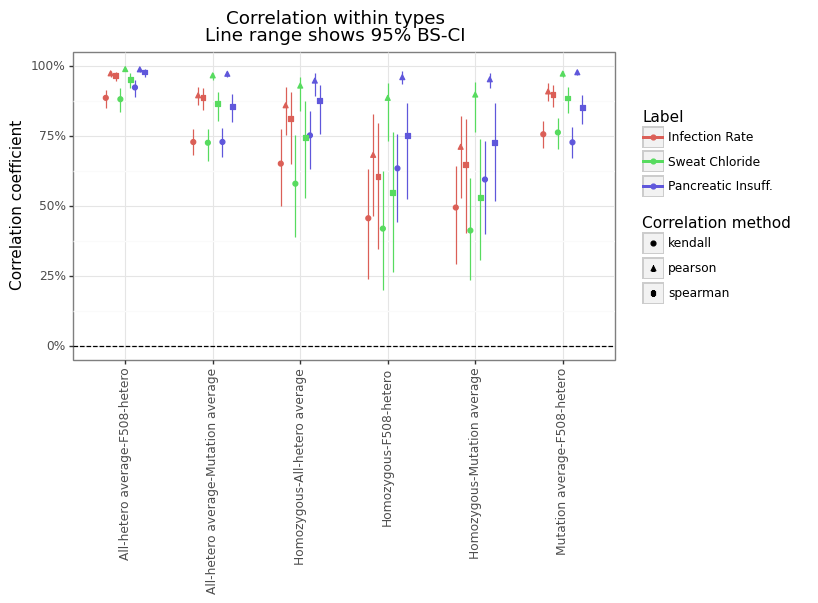 Correlation within types
Line range shows 95% BS-CI
Correlation coefficient
100%
75%
50%
25%
0%
All-hetero average-F508-hetero
All-hetero average-Mutation average
Homozygous-All-hetero average
Homozygous-F508-hetero
Homozygous-Mutation average
Mutation average-F508-hetero
Label
Infection Rate
Sweat Chloride
Pancreatic Insuff.
Correlation method
kendall
pearson
spearman